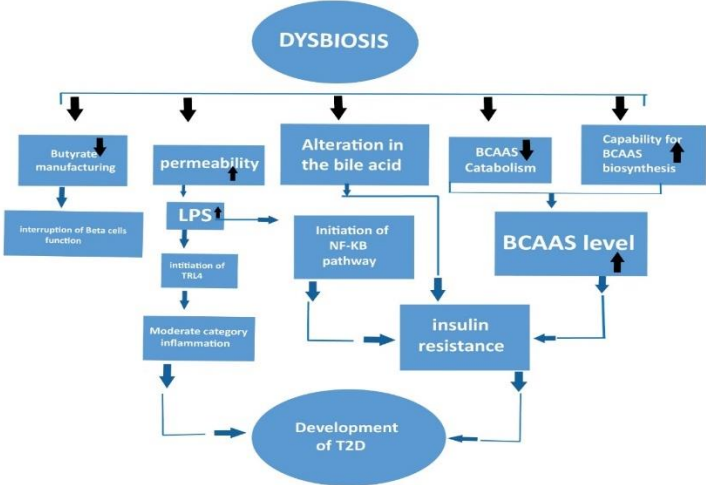 DYSBIOSIS
Butyrate
manufacturing
permeability
Alteration in
the bile acid
BCAAS
Catabolism
Capability for
BCAAS
biosynthesis
interruption of Beta cells
function
LPS
Initiation of
NF-KB
pathway
BCAAS level
intitiation of
TRL4
Moderate category
inflammation
insulin
resistance
Development
of T2D